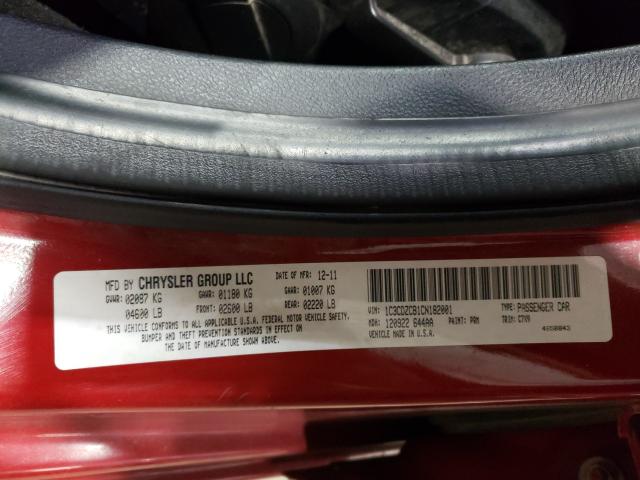 MFD BY CHRYSLER GROUP LLC DATE OF MFR: 12-11
GVWR: 02087 KG GAWR: 01180 KG GAWR: 01007 KG
04600 LB FRONT: 02600 LB REAR: 02220 LB
THIS VEHICLE CONFORMS TO ALL APPLICABLE U.S.A. FEDERAL MOTOR VEHICLE SAFETY,
BUMPER AND THEFT PREVENTION STANDARDS IN EFFECT ON
THE DATE OF MANUFACTURE SHOWN ABOVE.
VIN: 1C3CDZCB1CN182001 TYPE: PASSENGER CAR
MDH: 120922 644AA PAINT: PRM TRIM: C7X9
VEHICLE MADE IN U.S.A.